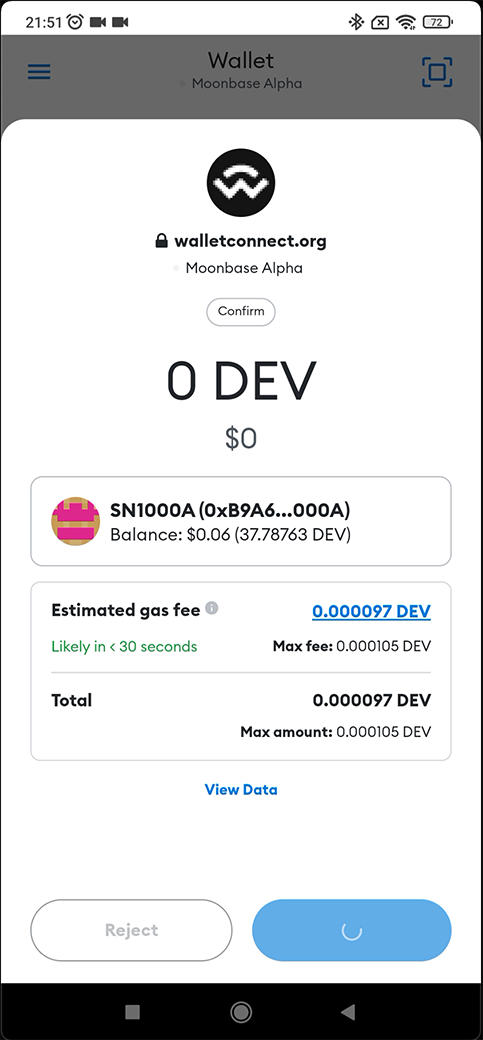 21:51
72
Wallet
Moonbase Alpha
walletconnect.org
Moonbase Alpha
Confirm
0 DEV
$0
SN1000A (0xB9A6...000A)
Balance: $0.06 (37.78763 DEV)
Estimated gas fee
0.000097 DEV
Likely in < 30 seconds
Max fee: 0.000105 DEV
Total
0.000097 DEV
Max amount: 0.000105 DEV
View Data
Reject